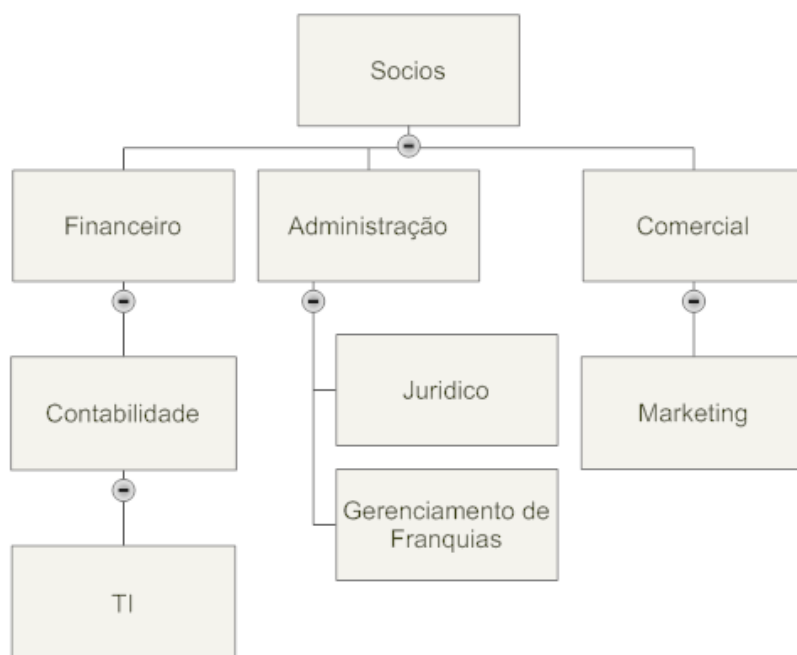 Socios
Financeiro
Administração
Comercial
Contabilidade
Juridico
Marketing
Gerenciamento de
Franquias
TI